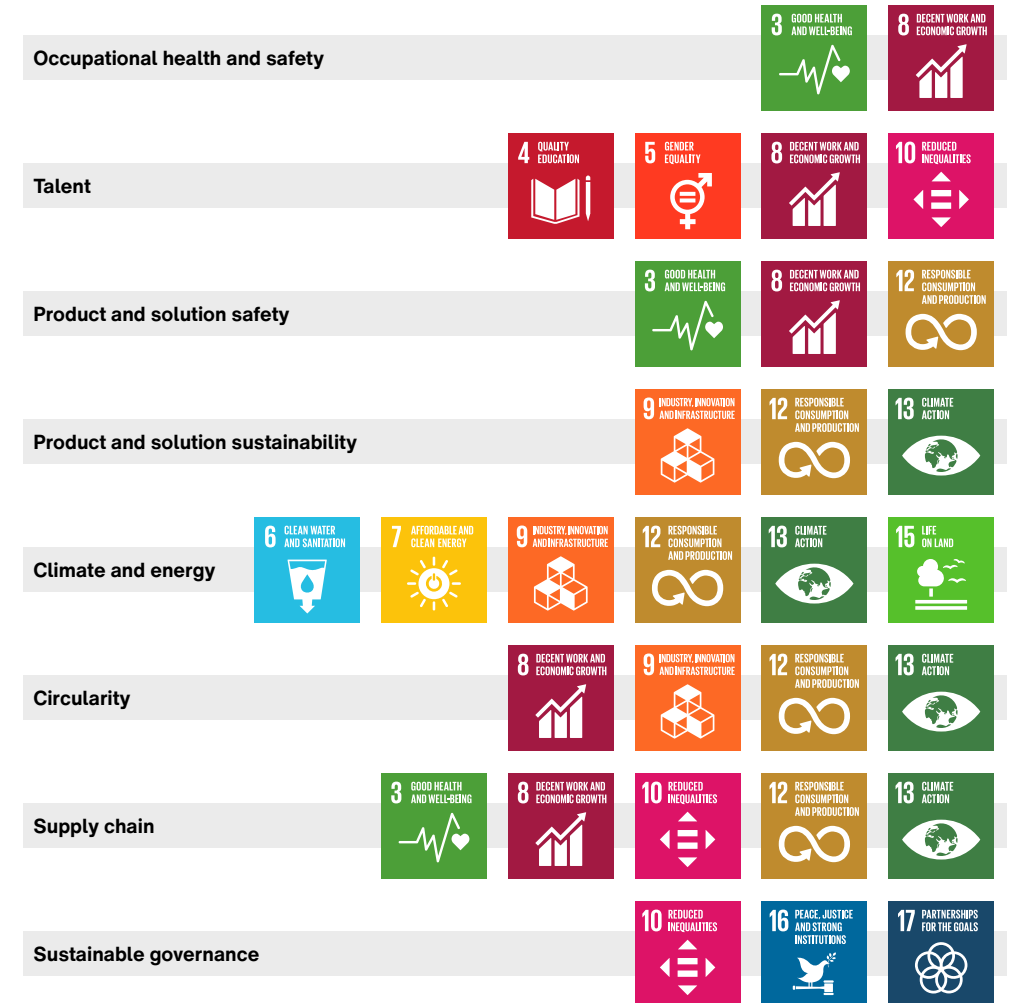 Occupational health and safety
3 GOOD HEALTH
AND WELL-BEING
8 DECENT WORK AND
ECONOMIC GROWTH
Talent
4 QUALITY
EDUCATION
5 GENDER
EQUALITY
8 DECENT WORK AND
ECONOMIC GROWTH
10 REDUCED
INEQUALITIES
Product and solution safety
3 GOOD HEALTH
AND WELL-BEING
8 DECENT WORK AND
ECONOMIC GROWTH
12 RESPONSIBLE
CONSUMPTION
AND PRODUCTION
Product and solution sustainability
9 INDUSTRY, INNOVATION
AND INFRASTRUCTURE
12 RESPONSIBLE
CONSUMPTION
AND PRODUCTION
13 CLIMATE
ACTION
Climate and energy
6 CLEAN WATER
AND SANITATION
7 AFFORDABLE AND
CLEAN ENERGY
9 INDUSTRY, INNOVATION
AND INFRASTRUCTURE
12 RESPONSIBLE
CONSUMPTION
AND PRODUCTION
13 CLIMATE
ACTION
15 LIFE
ON LAND
Circularity
8 DECENT WORK AND
ECONOMIC GROWTH
9 INDUSTRY, INNOVATION
AND INFRASTRUCTURE
12 RESPONSIBLE
CONSUMPTION
AND PRODUCTION
13 CLIMATE
ACTION
Supply chain
3 GOOD HEALTH
AND WELL-BEING
8 DECENT WORK AND
ECONOMIC GROWTH
10 REDUCED
INEQUALITIES
12 RESPONSIBLE
CONSUMPTION
AND PRODUCTION
13 CLIMATE
ACTION
Sustainable governance
10 REDUCED
INEQUALITIES
16 PEACE, JUSTICE
AND STRONG
INSTITUTIONS
17 PARTNERSHIPS
FOR THE GOALS